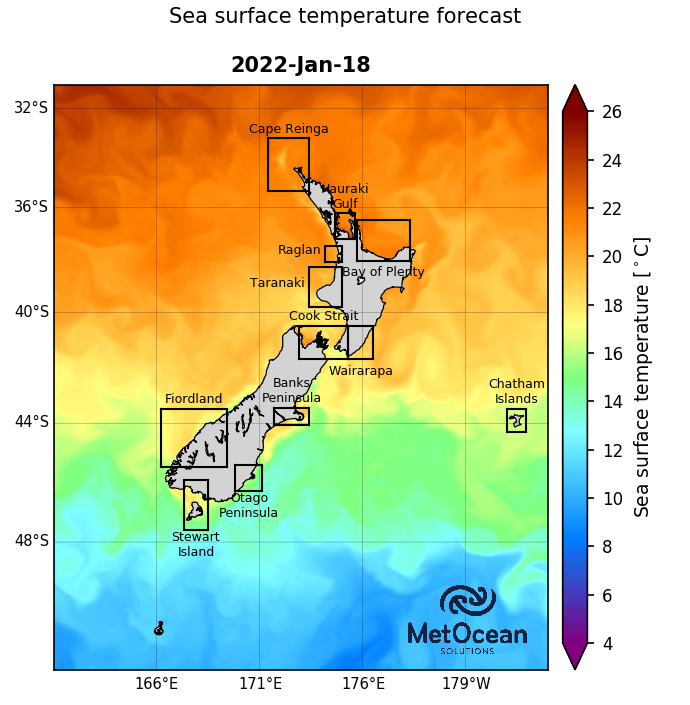 Sea surface temperature forecast
2022-Jan-18
32°S
36°S
40°S
44°S
48°S
166°E
171°E
176°E
179°W
Cape Reinga
Hauraki
Gulf
Raglan
Bay of Plenty
Taranaki
Cook Strait
Wairarapa
Banks
Peninsula
Fiordland
Chatham
Islands
Otago
Peninsula
Stewart
Island
MetOcean
SOLUTIONS
26
24
22
20
18
16
14
12
10
8
6
4
Sea surface temperature [°C]